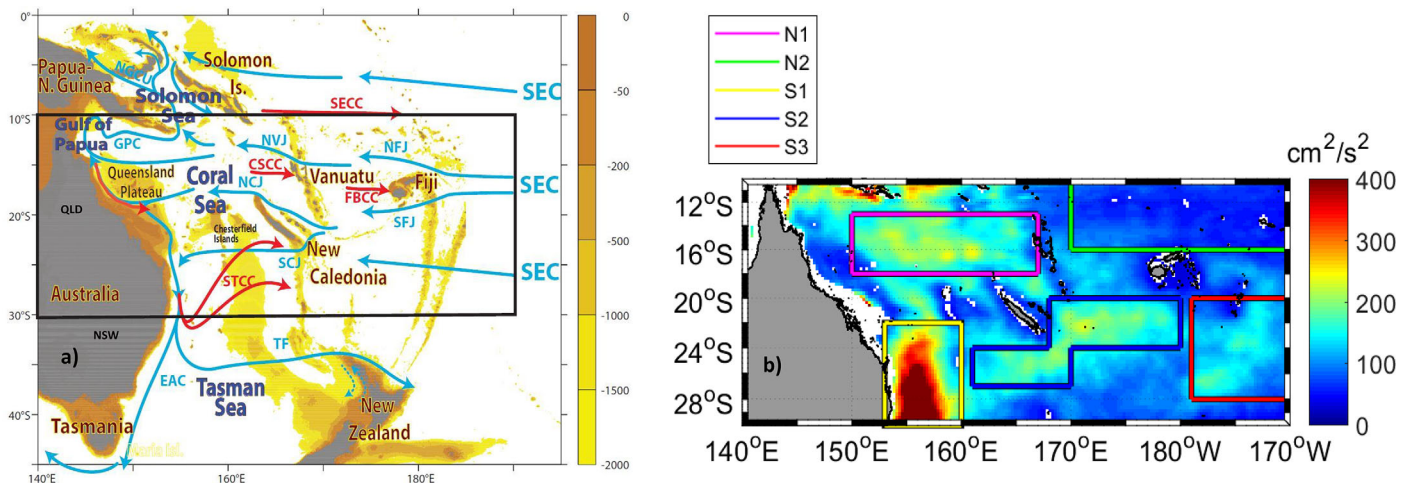 0°
10°S
20°S
30°S
40°S
140°E
160°E
180°E
Papua-
N. Guinea
NGCU
Solomon
Is.
Solomon
Sea
SEC
SECC
Gulf of
Papua
GPC
NVJ
NFJ
Queensland
Plateau
Coral
Sea
CSCC
NCJ
Vanuatu
Fiji
FBCC
SEC
SFJ
QLD
Chesterfield
Islands
New
Caledonia
SCJ
STCC
SEC
Australia
NSW
a)
TF
EAC
Tasman
Sea
New
Zealand
Tasmania
0
-50
-200
-500
-1000
-1500
-2000
N1
N2
S1
S2
S3
cm²/s²
400
300
200
100
0
12°S
16°S
20°S
24°S
28°S
b)
140°E
150°E
160°E
170°E
180°W
170°W